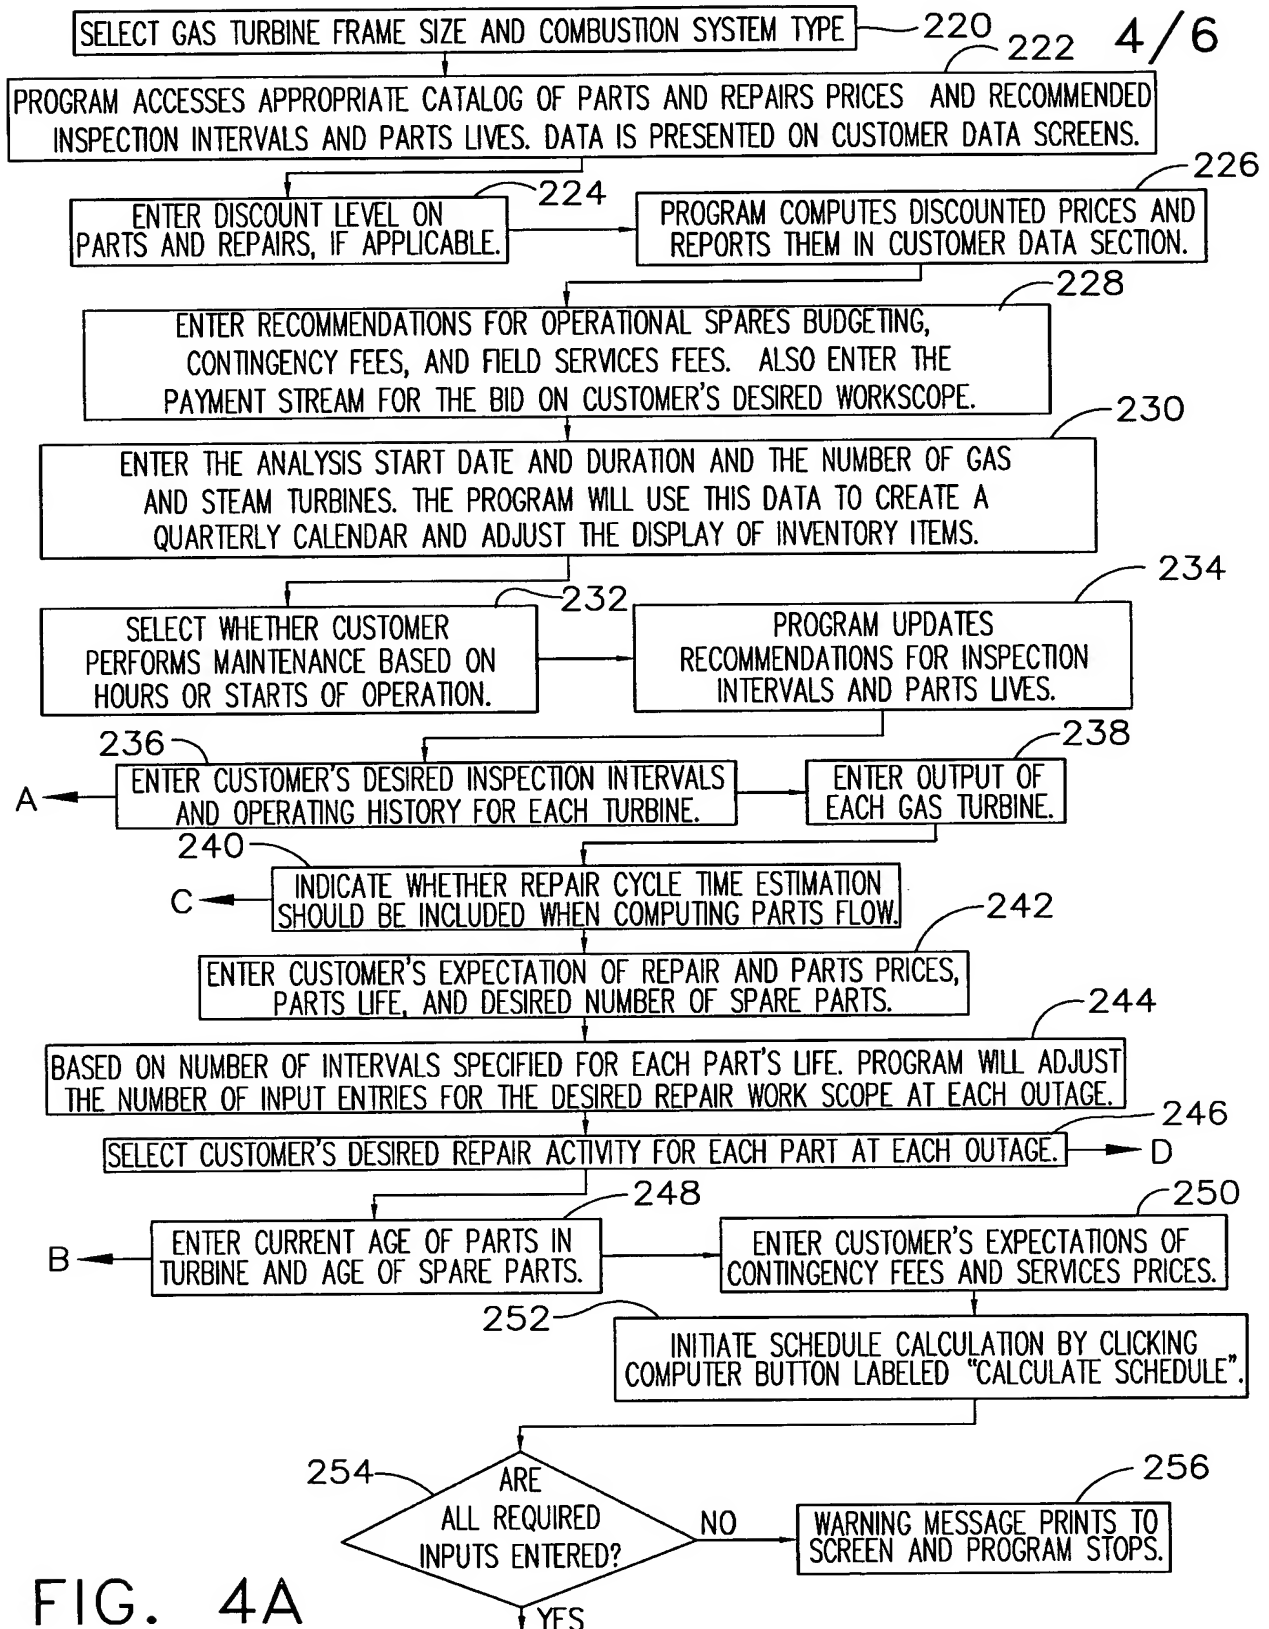 SELECT GAS TURBINE FRAME SIZE AND COMBUSTION SYSTEM TYPE
220
4/6
222
PROGRAM ACCESSES APPROPRIATE CATALOG OF PARTS AND REPAIRS PRICES AND RECOMMENDED
INSPECTION INTERVALS AND PARTS LIVES. DATA IS PRESENTED ON CUSTOMER DATA SCREENS.
224
ENTER DISCOUNT LEVEL ON
PARTS AND REPAIRS, IF APPLICABLE.
226
PROGRAM COMPUTES DISCOUNTED PRICES AND
REPORTS THEM IN CUSTOMER DATA SECTION.
228
ENTER RECOMMENDATIONS FOR OPERATIONAL SPARES BUDGETING,
CONTINGENCY FEES, AND FIELD SERVICES FEES. ALSO ENTER THE
PAYMENT STREAM FOR THE BID ON CUSTOMER'S DESIRED WORKSCOPE.
230
ENTER THE ANALYSIS START DATE AND DURATION AND THE NUMBER OF GAS
AND STEAM TURBINES. THE PROGRAM WILL USE THIS DATA TO CREATE A
QUARTERLY CALENDAR AND ADJUST THE DISPLAY OF INVENTORY ITEMS.
232
SELECT WHETHER CUSTOMER
PERFORMS MAINTENANCE BASED ON
HOURS OR STARTS OF OPERATION.
234
PROGRAM UPDATES
RECOMMENDATIONS FOR INSPECTION
INTERVALS AND PARTS LIVES.
236
A
ENTER CUSTOMER'S DESIRED INSPECTION INTERVALS
AND OPERATING HISTORY FOR EACH TURBINE.
238
ENTER OUTPUT OF
EACH GAS TURBINE.
240
C
INDICATE WHETHER REPAIR CYCLE TIME ESTIMATION
SHOULD BE INCLUDED WHEN COMPUTING PARTS FLOW.
242
ENTER CUSTOMER'S EXPECTATION OF REPAIR AND PARTS PRICES,
PARTS LIFE, AND DESIRED NUMBER OF SPARE PARTS.
244
BASED ON NUMBER OF INTERVALS SPECIFIED FOR EACH PART'S LIFE. PROGRAM WILL ADJUST
THE NUMBER OF INPUT ENTRIES FOR THE DESIRED REPAIR WORK SCOPE AT EACH OUTAGE.
246
SELECT CUSTOMER'S DESIRED REPAIR ACTIVITY FOR EACH PART AT EACH OUTAGE.
D
248
B
ENTER CURRENT AGE OF PARTS IN
TURBINE AND AGE OF SPARE PARTS.
250
ENTER CUSTOMER'S EXPECTATIONS OF
CONTINGENCY FEES AND SERVICES PRICES.
252
INITIATE SCHEDULE CALCULATION BY CLICKING
COMPUTER BUTTON LABELED "CALCULATE SCHEDULE".
254
ARE
ALL REQUIRED
INPUTS ENTERED?
NO
256
WARNING MESSAGE PRINTS TO
SCREEN AND PROGRAM STOPS.
YES
FIG. 4A